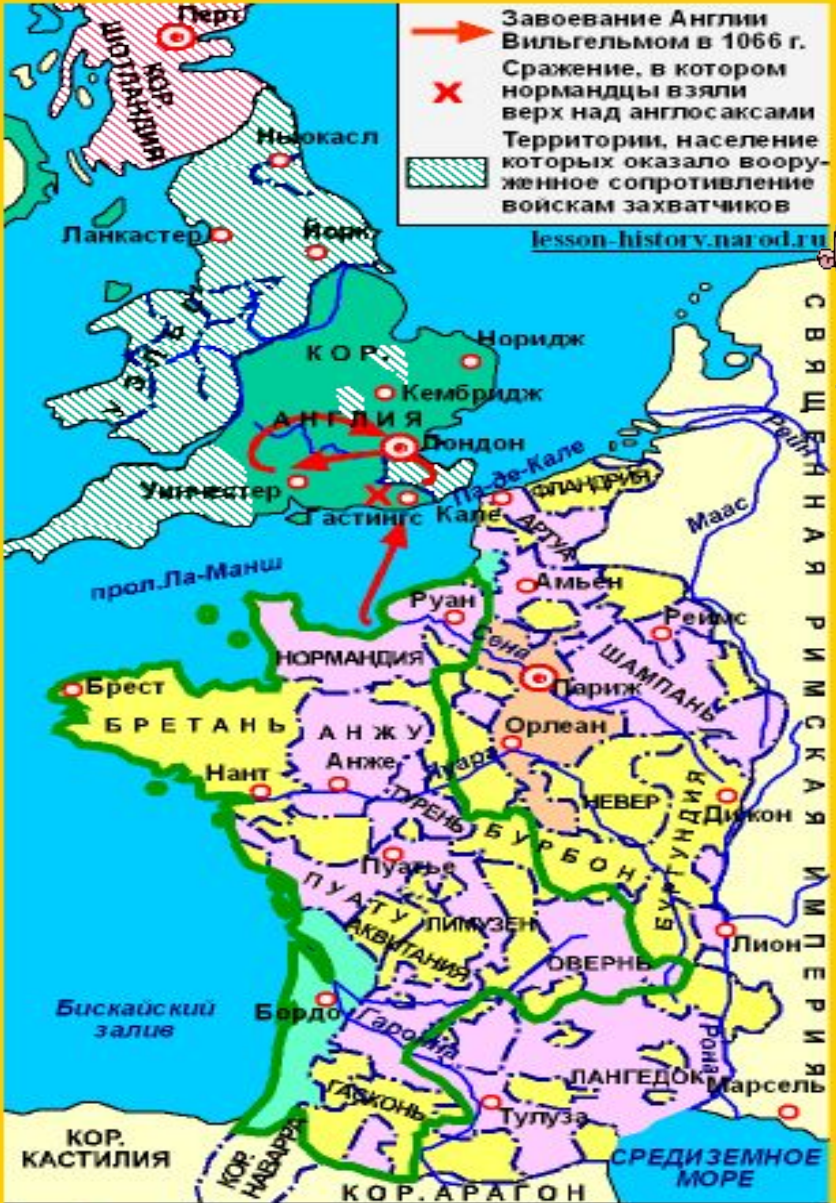 Перт
КОР.
ШОТЛАНДИЯ
Завоевание Англии
Вильгельмом в 1066 г.
Сражение, в котором
нормандцы взяли
верх над англосаксами
Территории, население
которых оказало воору-
женное сопротивление
войскам захватчиков
lesson-history.narod.ru
Ньюкасл
Ланкастер
Йорк
УЭЛЬС
КОР.
АНГЛИЯ
Норидж
Кембридж
Лондон
Гастингс
Па-де-Кале
Кале
ФЛАНДРИЯ
АРТУА
Рейн
Маас
СВЯЩЕННАЯ РИМСКАЯ ИМПЕРИЯ
прол.Ла-Манш
Амьен
Руан
Реймс
Сена
НОРМАНДИЯ
ШАМПАНЬ
Париж
Брест
БРЕТАНЬ
АНЖУ
Орлеан
Анже
Луара
Нант
ТУРЕНЬ
НЕВЕР
Дижон
БУРГУНДИЯ
БУРБОН
Пуатье
ПУАТУ
ЛИМУЗЕН
АКВИТАНИЯ
ОВЕРНЬ
Лион
Бискайский
залив
Бордо
Гаронна
Рона
ЛАНГЕДОК
Марсель
ГАСКОНЬ
Тулуза
КОР.
КАСТИЛИЯ
КОР.
НАВАРРА
СРЕДИЗЕМНОЕ
МОРЕ
КОР.АРАГОН